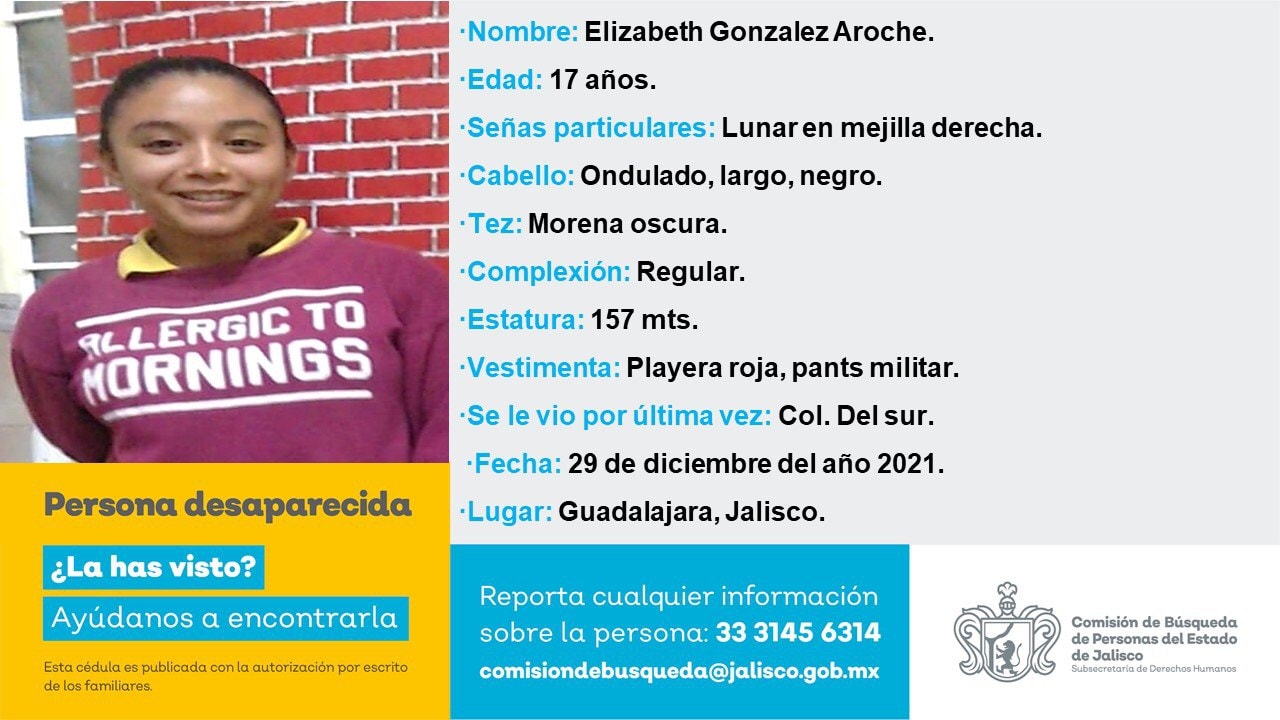 ALLERGIC TO
MORNINGS
Persona desaparecida
¿La has visto?
Ayúdanos a encontrarla
Esta cédula es publicada con la autorización por escrito
de los familiares.
·Nombre: Elizabeth Gonzalez Aroche.
·Edad: 17 años.
·Señas particulares: Lunar en mejilla derecha.
·Cabello: Ondulado, largo, negro.
·Tez: Morena oscura.
·Complexión: Regular.
·Estatura: 157 mts.
·Vestimenta: Playera roja, pants militar.
·Se le vio por última vez: Col. Del sur.
·Fecha: 29 de diciembre del año 2021.
·Lugar: Guadalajara, Jalisco.
Reporta cualquier información
sobre la persona: 33 3145 6314
comisiondebusqueda@jalisco.gob.mx
Comisión de Búsqueda
de Personas del Estado
de Jalisco
Subsecretaría de Derechos Humanos